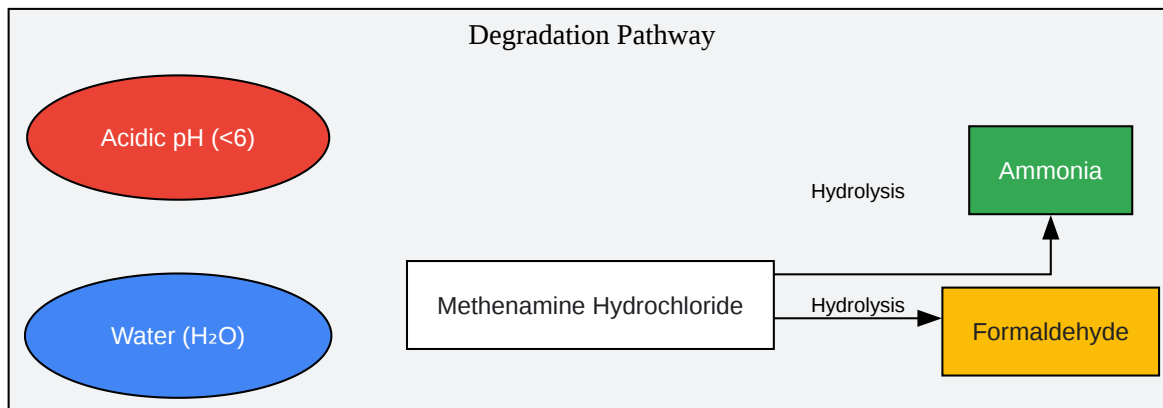 Degradation Pathway
Acidic pH (<6)
Hydrolysis
Ammonia
Methenamine Hydrochloride
Hydrolysis
Water (H₂O)
Formaldehyde